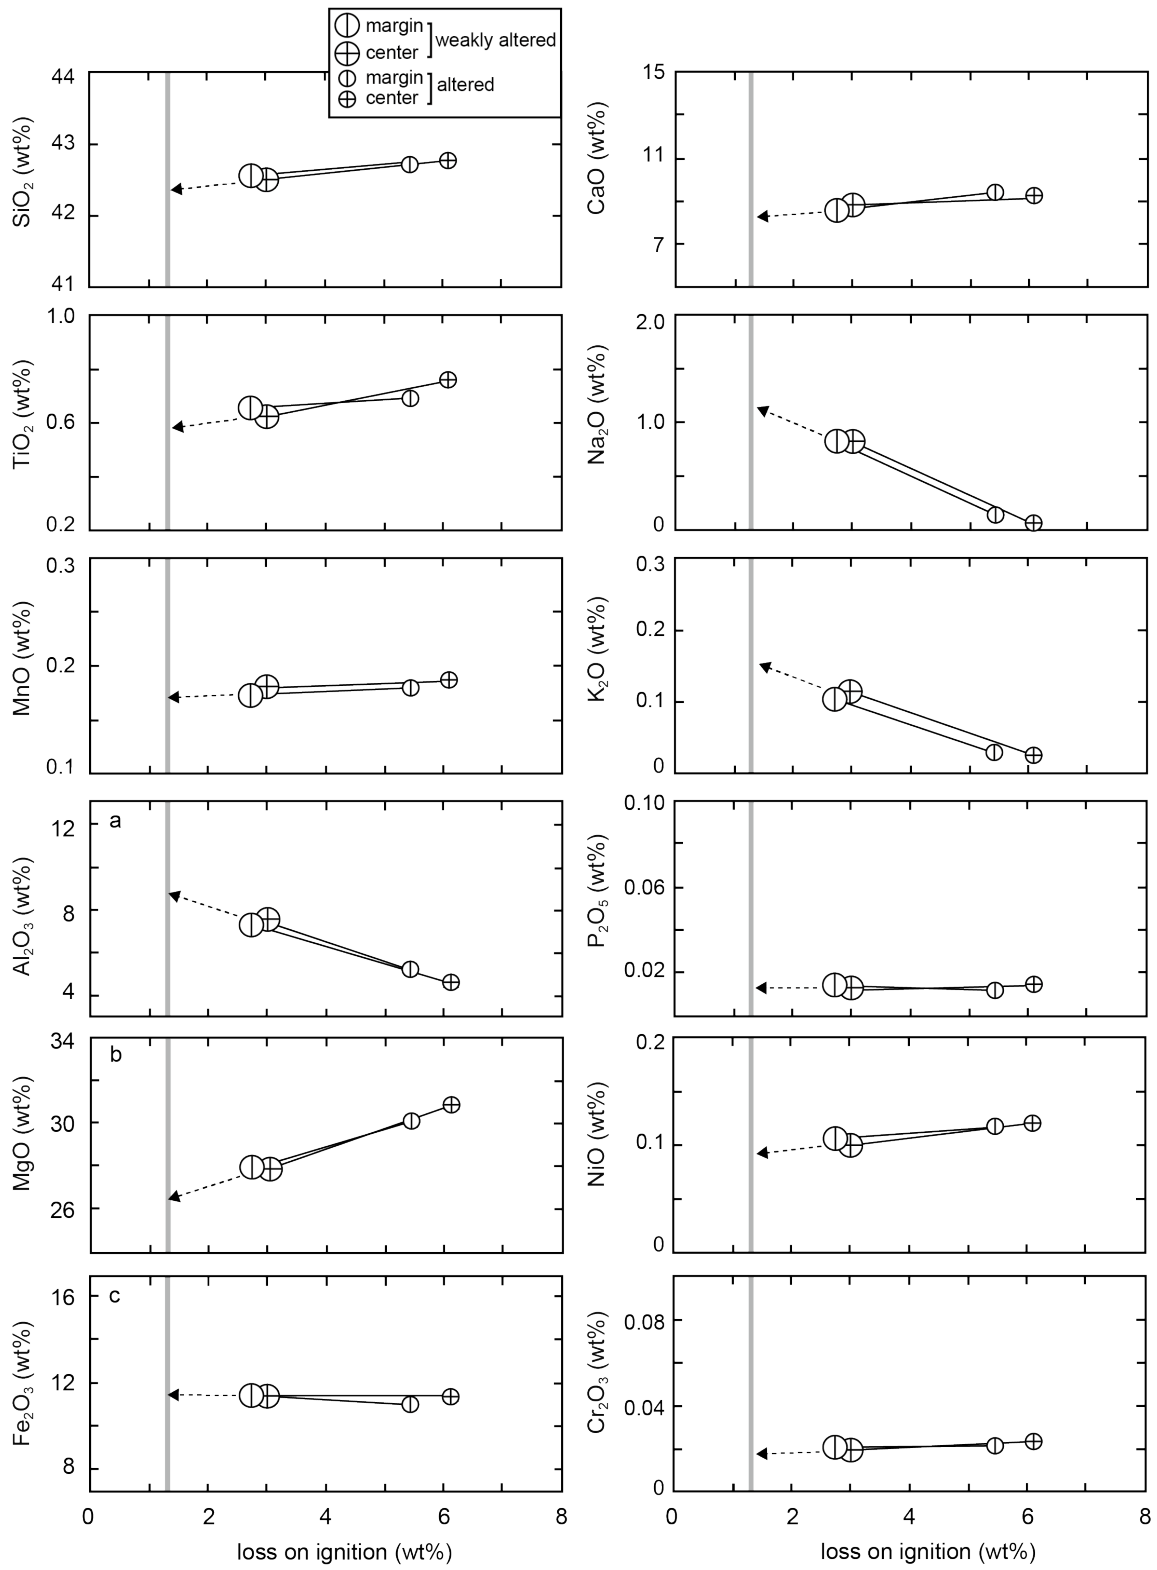 margin
center
weakly altered
margin
center
altered
44
43
42
41
SiO₂ (wt%)
15
11
7
CaO (wt%)
1.0
0.6
0.2
TiO₂ (wt%)
2.0
1.0
0
Na₂O (wt%)
0.3
0.2
0.1
MnO (wt%)
0.3
0.2
0.1
0
K₂O (wt%)
a
12
8
4
Al₂O₃ (wt%)
0.10
0.06
0.02
P₂O₅ (wt%)
b
34
30
26
MgO (wt%)
0.2
0.1
0
NiO (wt%)
c
16
12
8
Fe₂O₃ (wt%)
0.08
0.04
0
Cr₂O₃ (wt%)
0 2 4 6 8
loss on ignition (wt%)
0 2 4 6 8
loss on ignition (wt%)